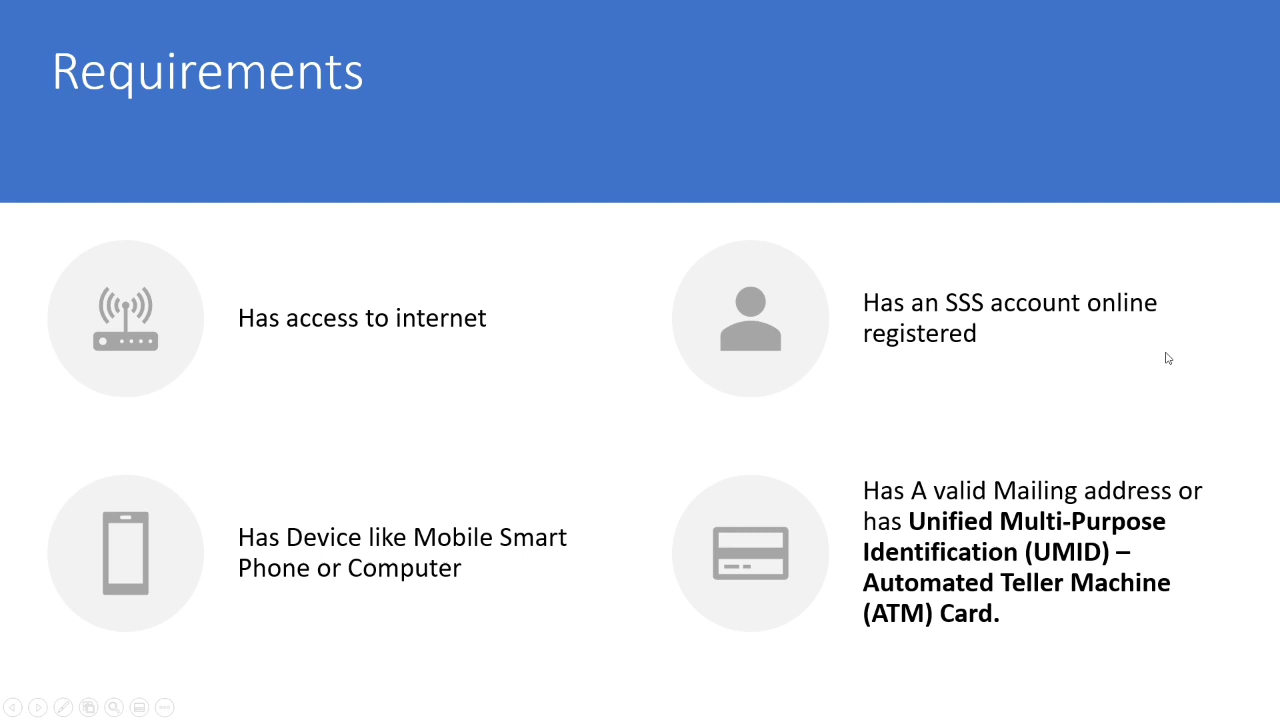 Requirements
Has access to internet
Has an SSS account online
registered
Has Device like Mobile Smart
Phone or Computer
Has A valid Mailing address or
has Unified Multi-Purpose
Identification (UMID) –
Automated Teller Machine
(ATM) Card.